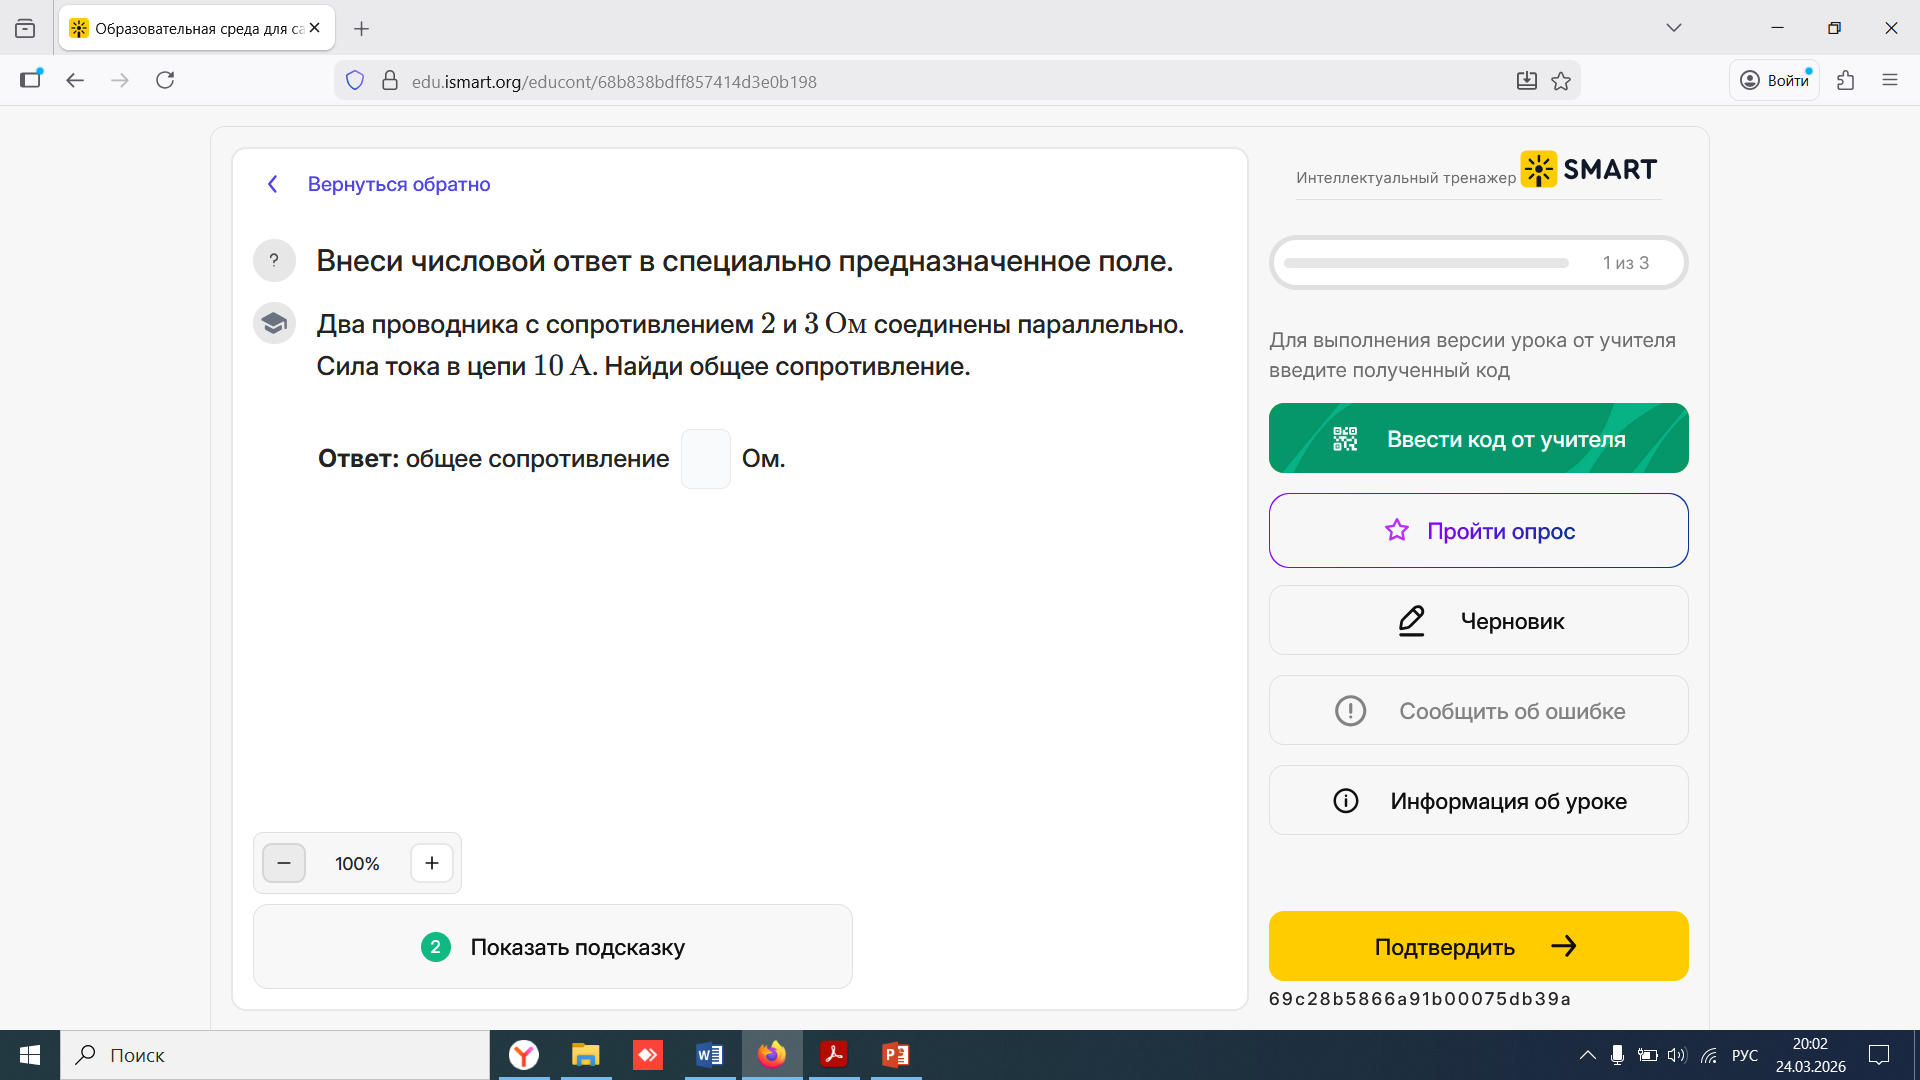 Образовательная среда для са
edu.ismart.org/educont/68b838bdff857414d3e0b198
Войти
Вернуться обратно
Интеллектуальный тренажер SMART
? Внеси числовой ответ в специально предназначенное поле.
1 из 3
Два проводника с сопротивлением 2 и 3 Ом соединены параллельно.
Сила тока в цепи 10 А. Найди общее сопротивление.
Ответ: общее сопротивление Ом.
Для выполнения версии урока от учителя
введите полученный код
Ввести код от учителя
Пройти опрос
Черновик
Сообщить об ошибке
Информация об уроке
− 100% +
2 Показать подсказку
Подтвердить
69c28b5866a91b00075db39a
Поиск
РУС
20:02
24.03.2026